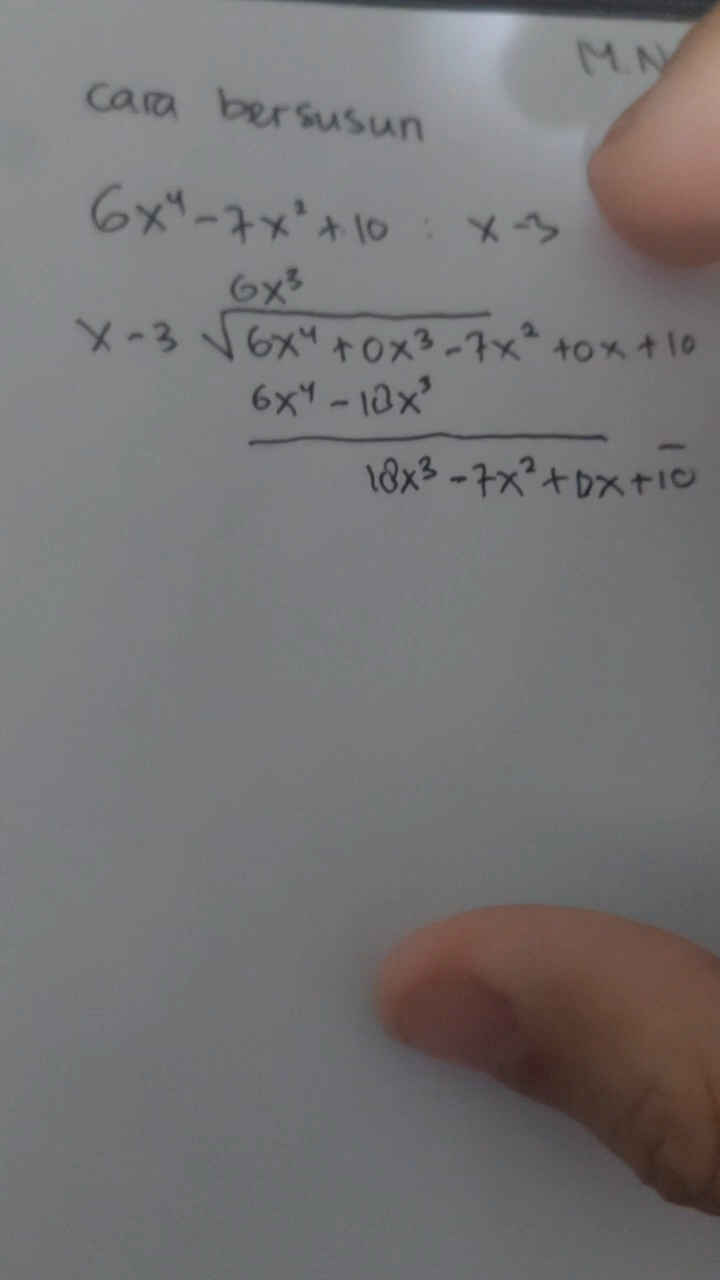 M.N
Cara bersusun
6x⁴ - 7x² + 10 : x - 3
6x³
x - 3 √6x⁴ + 0x³ - 7x² + 0x + 10
6x⁴ - 18x³
-
18x³ - 7x² + 0x + 10